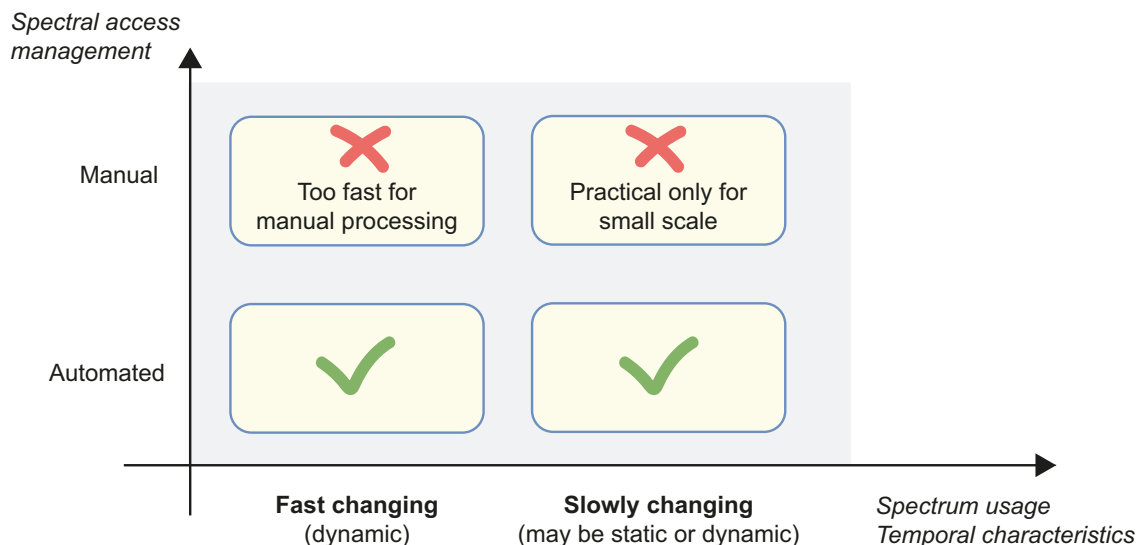 Spectral access
management
Manual
Too fast for
manual processing
Practical only for
small scale
Automated
Fast changing
(dynamic)
Slowly changing
(may be static or dynamic)
Spectrum usage
Temporal characteristics